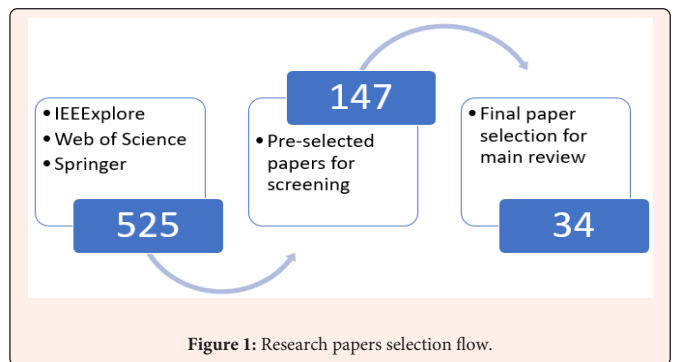 • IEEExplore
• Web of Science
• Springer
525
147
• Pre-selected
papers for
screening
• Final paper
selection for
main review
34
Figure 1: Research papers selection flow.